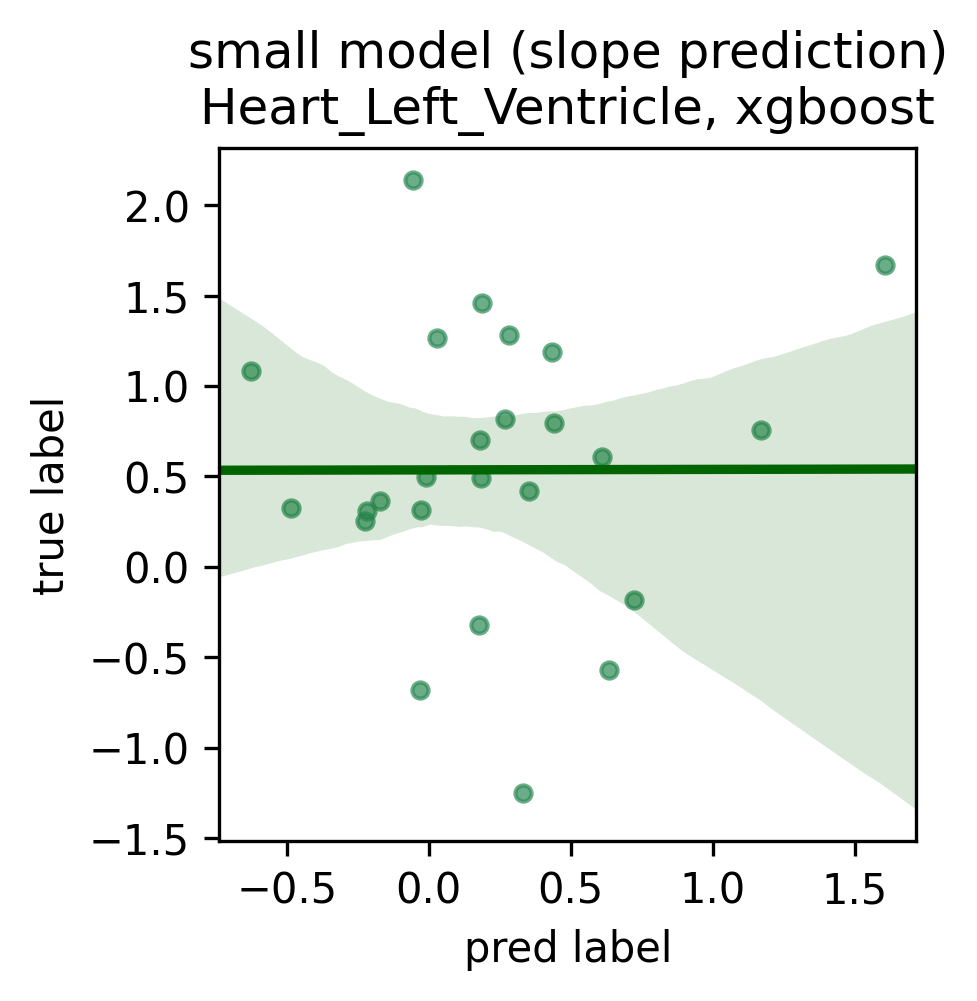 small model (slope prediction)
Heart_Left_Ventricle, xgboost
2.0
1.5
1.0
0.5
0.0
−0.5
−1.0
−1.5
true label
−0.5 0.0 0.5 1.0 1.5
pred label